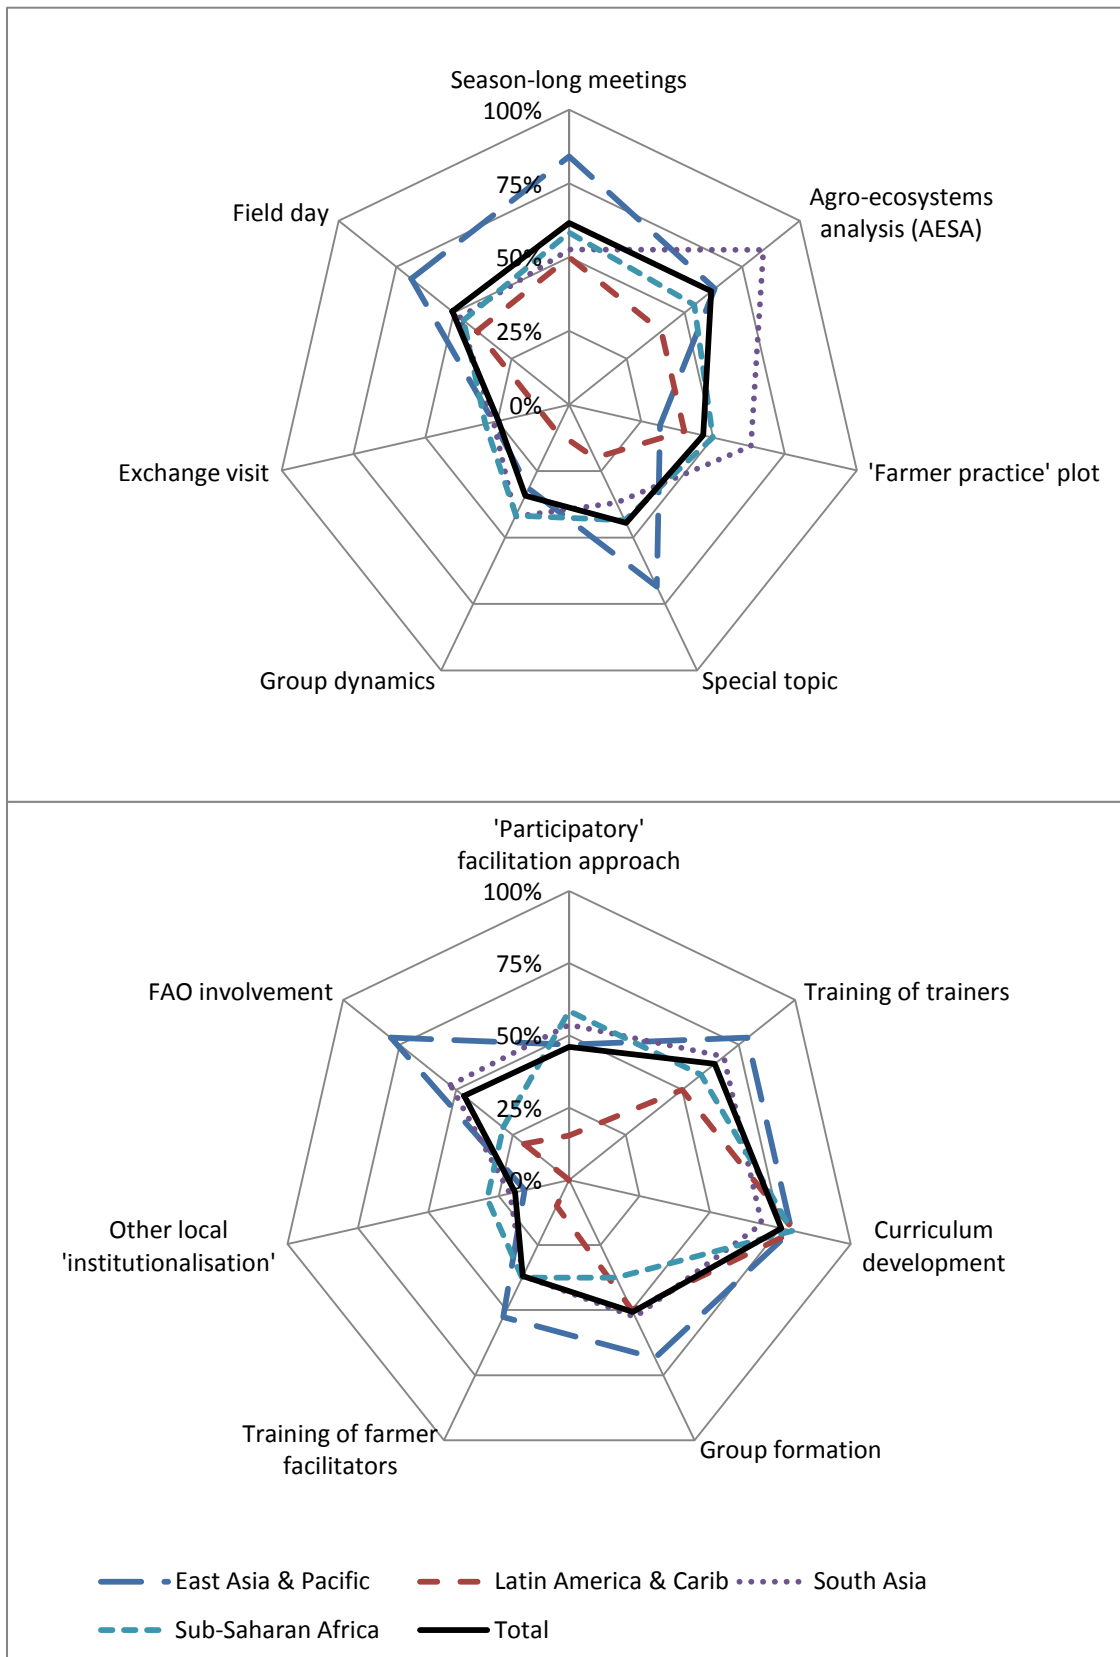 Season-long meetings
100%
75%
50%
25%
0%
Agro-ecosystems
analysis (AESA)
'Farmer practice' plot
Special topic
Group dynamics
Exchange visit
Field day
'Participatory'
facilitation approach
100%
75%
50%
25%
0%
Training of trainers
Curriculum
development
Group formation
Training of farmer
facilitators
Other local
'institutionalisation'
FAO involvement
East Asia & Pacific
Latin America & Carib
South Asia
Sub-Saharan Africa
Total